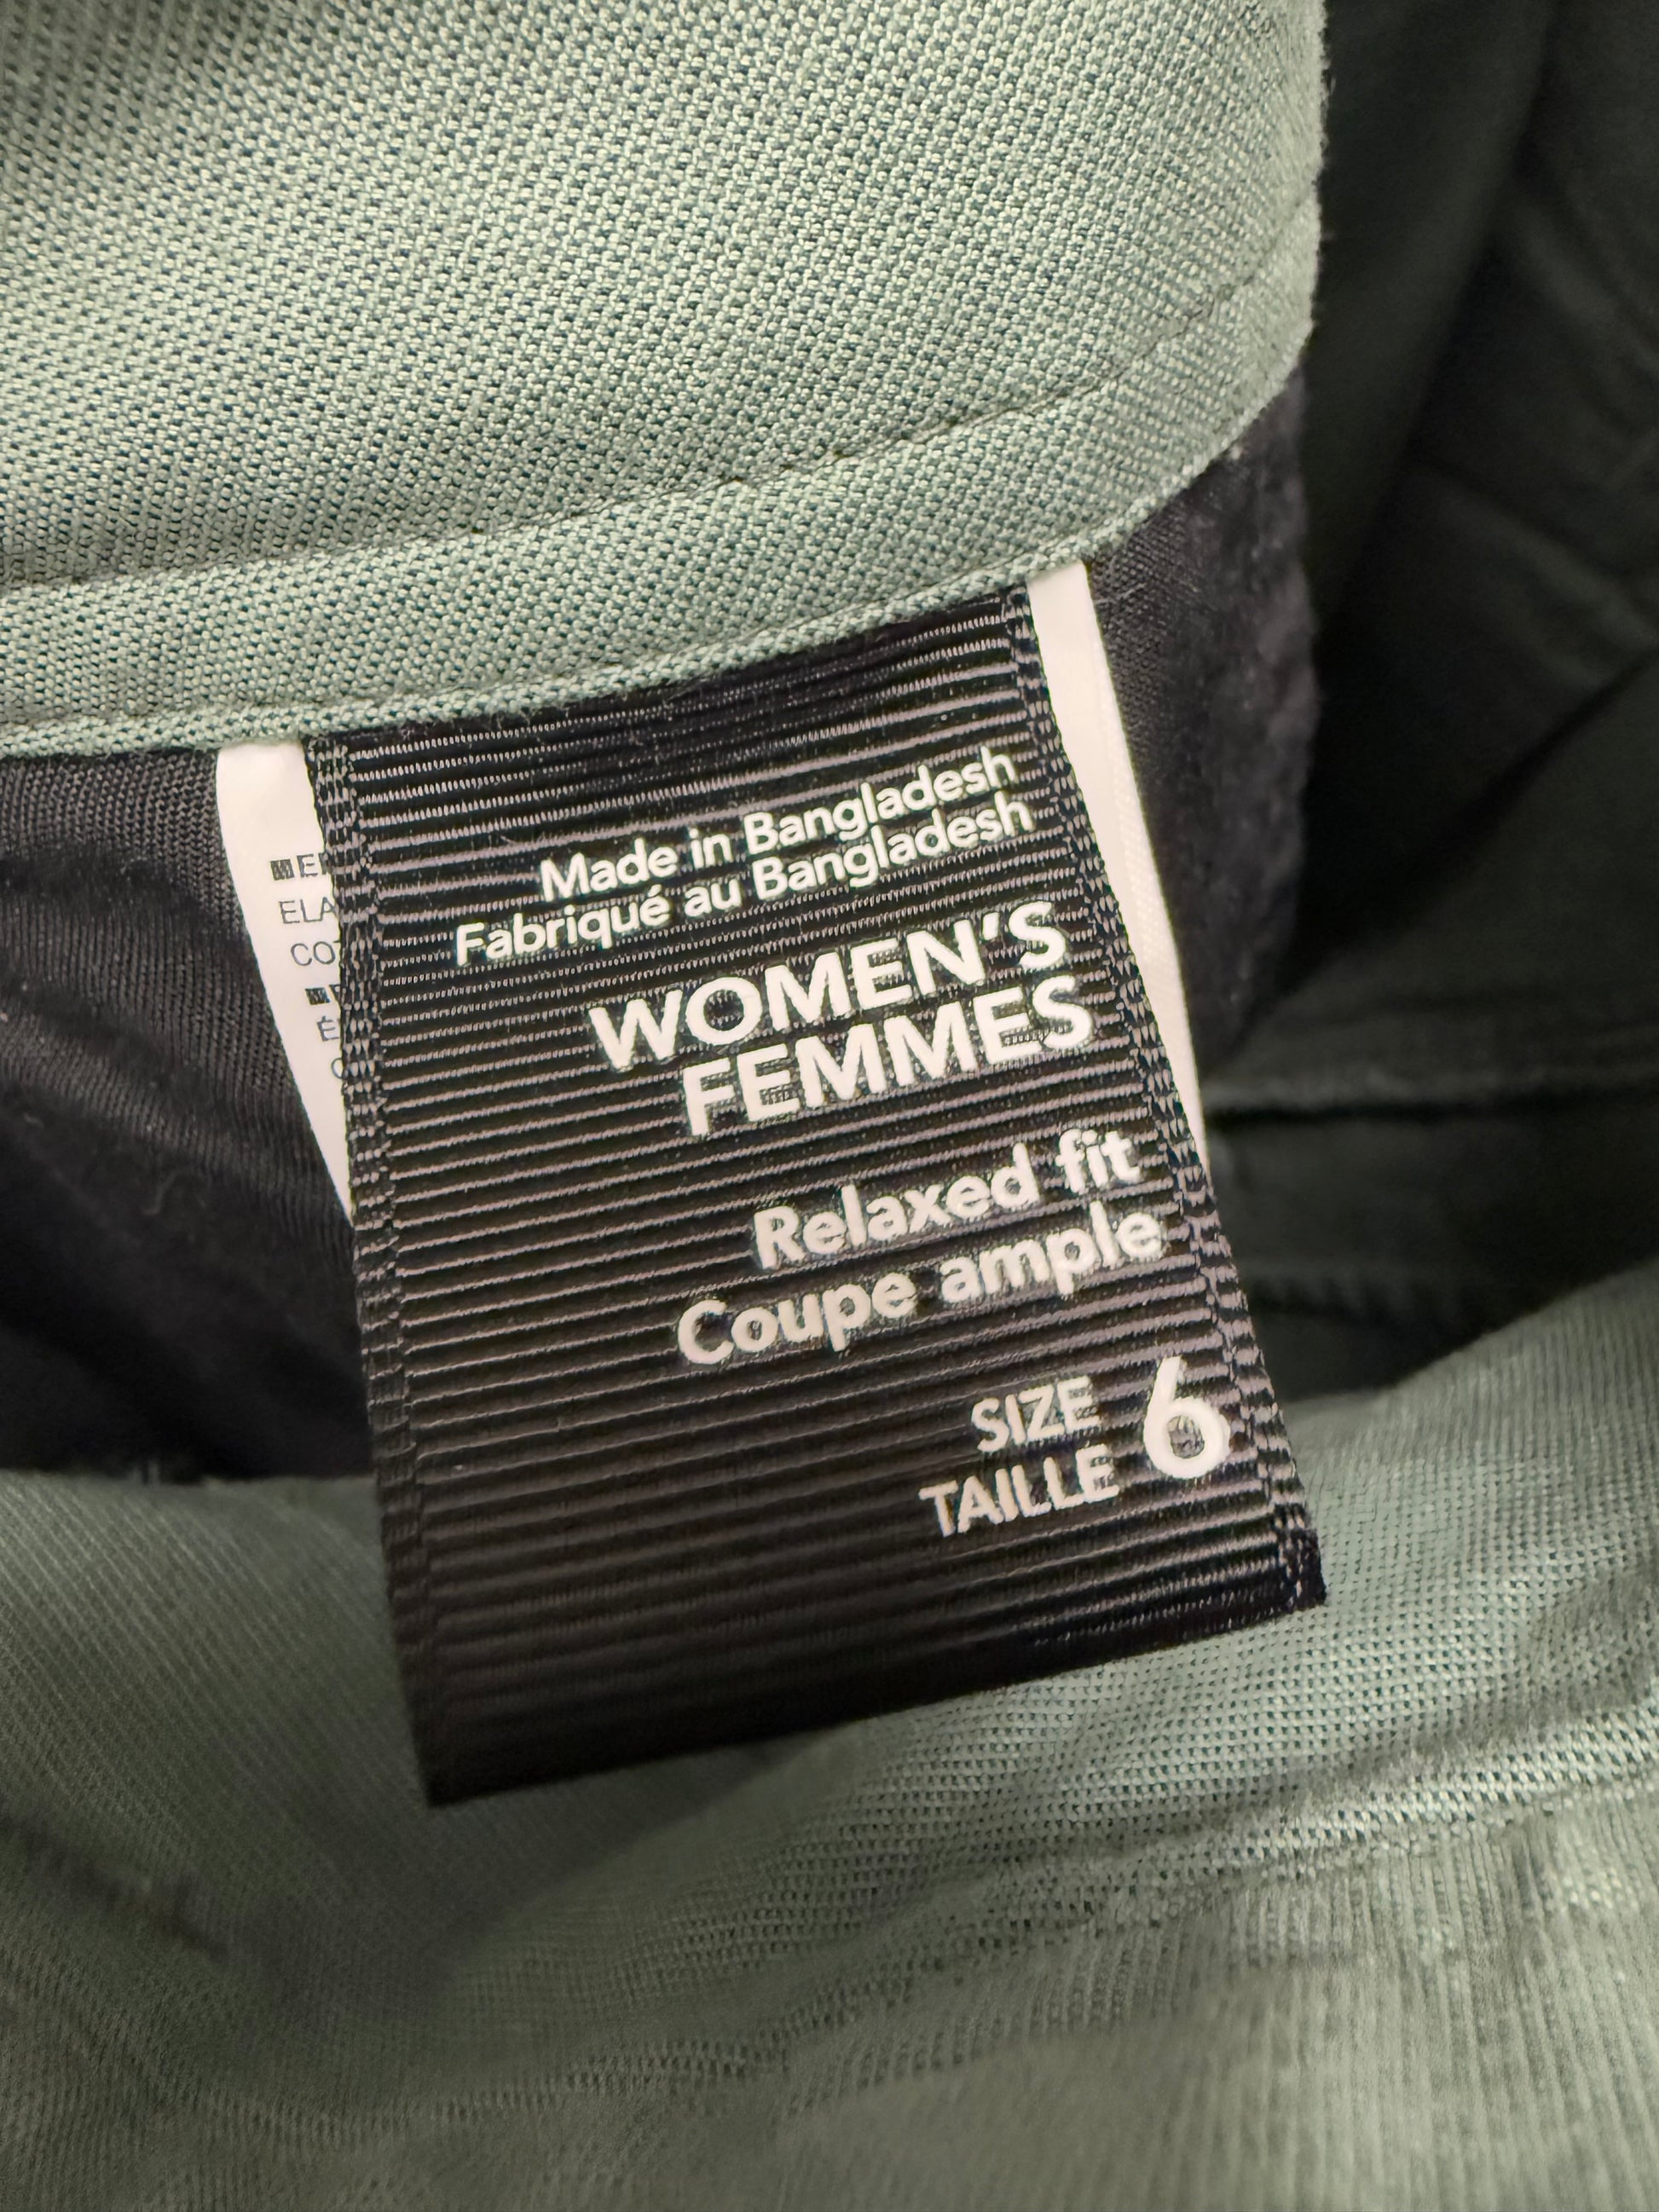 Made in Bangladesh
Fabriqué au Bangladesh
WOMEN'S
FEMMES
Relaxed fit
Coupe ample
SIZE 6
TAILLE